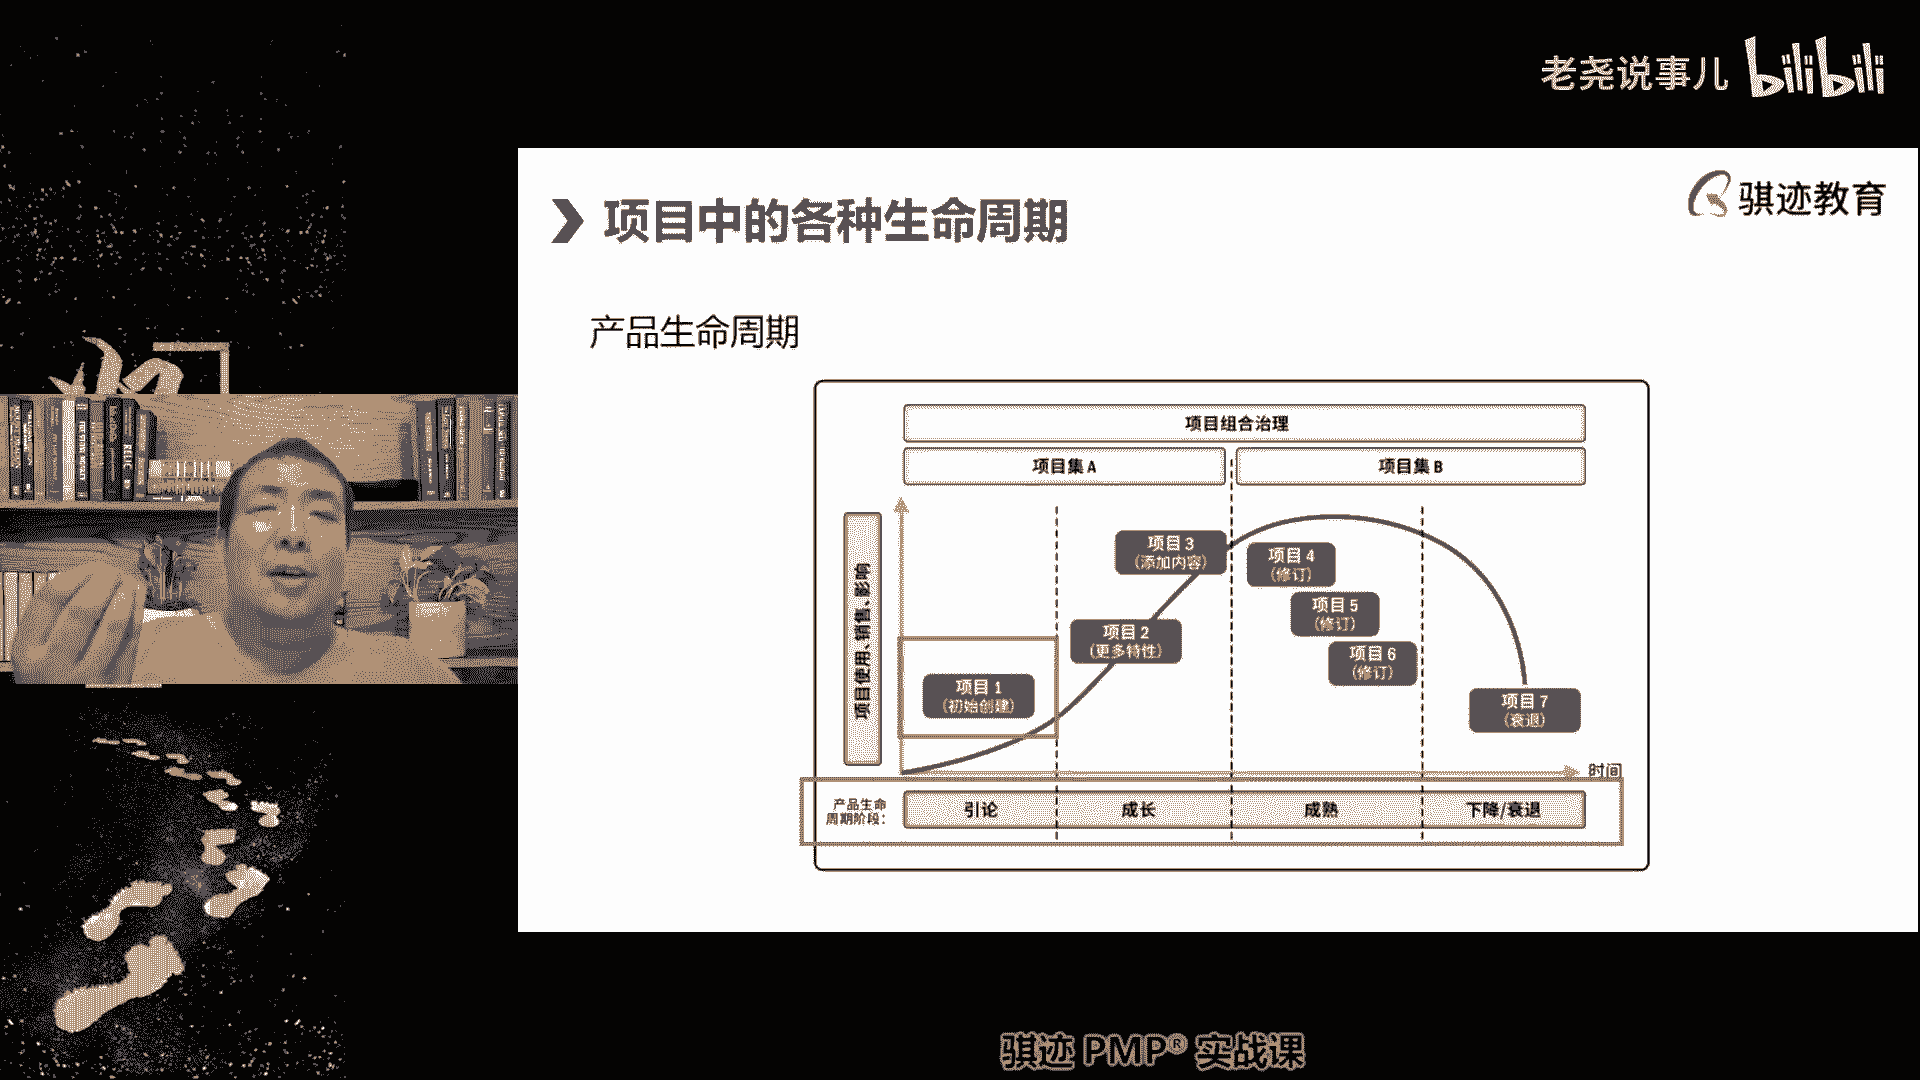 老尧说事儿 bilibili
骐迹教育
项目中的各种生命周期
产品生命周期
项目组合治理
项目集 A
项目集 B
项目使用、销售、影响
项目 3
(添加内容)
项目 4
(修订)
项目 5
(修订)
项目 2
(更多特性)
项目 6
(修订)
项目 1
(初始创建)
项目 7
(衰退)
时间
产品生命
周期阶段:
引论
成长
成熟
下降/衰退
骐迹 PMP® 实战课